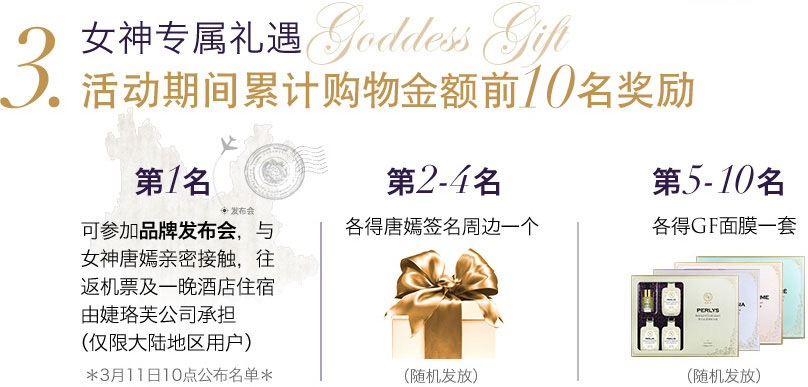 3.
女神专属礼遇 Goddess Gift
活动期间累计购物金额前10名奖励
第1名
发布会
可参加品牌发布会，与
女神唐嫣亲密接触，往
返机票及一晚酒店住宿
由婕珞芙公司承担
（仅限大陆地区用户）
＊3月11日10点公布名单＊
第2-4名
各得唐嫣签名周边一个
（随机发放）
第5-10名
各得GF面膜一套
PERLYS
（随机发放）